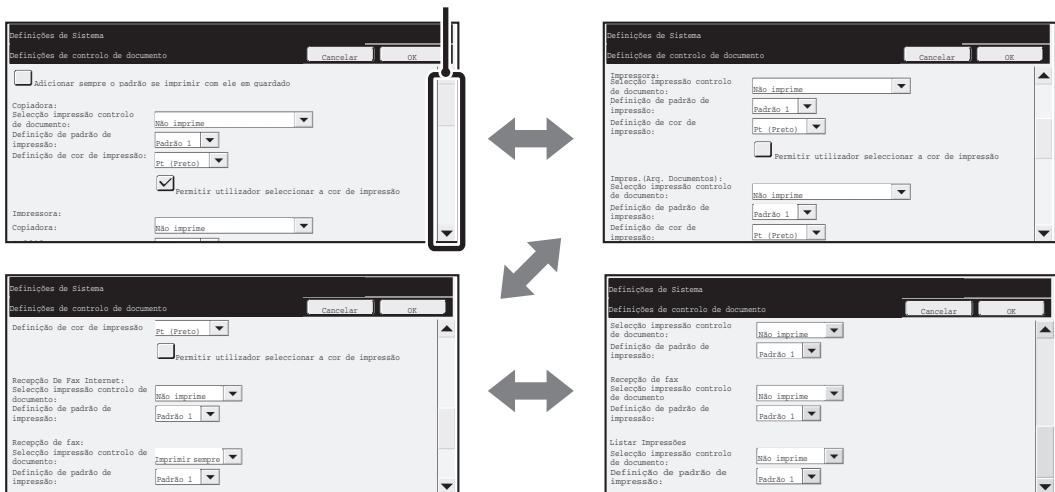 Definições de Sistema
Definições de controlo de documento
Cancelar
OK
Adicionar sempre o padrão se imprimir com ele em guardado
Copiadora:
Selecção impressão controlo
de documento:
Não imprime
Definição de padrão de
impressão:
Padrão 1
Definição de cor de impressão:
Pt (Preto)
Permitir utilizador seleccionar a cor de impressão
Impressora:
Copiadora:
Não imprime
Definições de Sistema
Definições de controlo de documento
Cancelar
OK
Impressora:
Selecção impressão controlo
de documento:
Não imprime
Definição de padrão de
impressão:
Padrão 1
Definição de cor de
impressão:
Pt (Preto)
Permitir utilizador seleccionar a cor de impressão
Impres.(Arq. Documentos):
Selecção impressão controlo
de documento:
Não imprime
Definição de padrão de
impressão:
Padrão 1
Definição de cor de
impressão:
Pt (Preto)
Definições de Sistema
Definições de controlo de documento
Cancelar
OK
Definição de cor de impressão
Pt (Preto)
Permitir utilizador seleccionar a cor de impressão
Recepção De Fax Internet:
Selecção impressão controlo de
documento:
Não imprime
Definição de padrão de
impressão:
Padrão 1
Recepção de fax:
Selecção impressão controlo de
documento:
Imprimir sempre
Definição de padrão de
impressão:
Padrão 1
Definições de Sistema
Definições de controlo de documento
Cancelar
OK
Selecção impressão controlo
de documento:
Não imprime
Definição de padrão de
impressão:
Padrão 1
Recepção de fax
Selecção impressão controlo
de documento
Não imprime
Definição de padrão de
impressão:
Padrão 1
Listar Impressões
Selecção impressão controlo
de documento:
Não imprime
Definição de padrão de
impressão:
Padrão 1